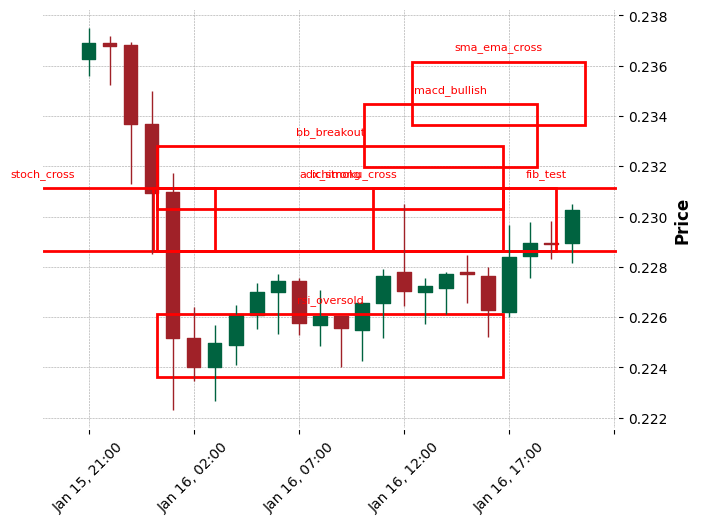 0.238
sma_ema_cross
0.236
macd_bullish
0.234
bb_breakout
0.232
stoch_cross
ichimoku_cross
fib_test
0.230
Price
0.228
0.226
0.224
0.222
Jan 15, 21:00
Jan 16, 02:00
Jan 16, 07:00
Jan 16, 12:00
Jan 16, 17:00